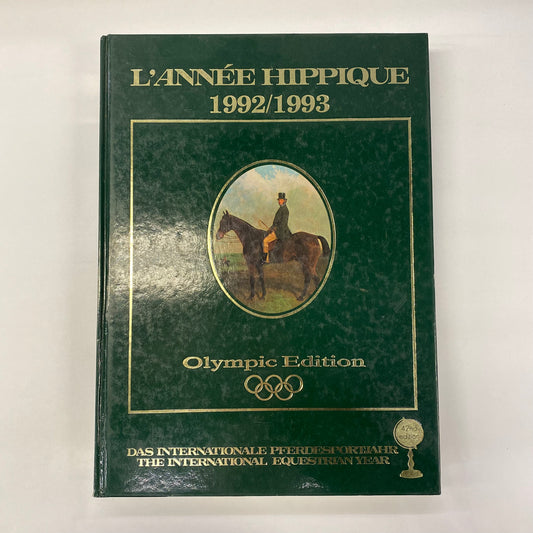 L'ANNÉE HIPPIQUE
1992/1993
Olympic Edition
DAS INTERNATIONALE PFERDESPORTJAHR
THE INTERNATIONAL EQUESTRIAN YEAR